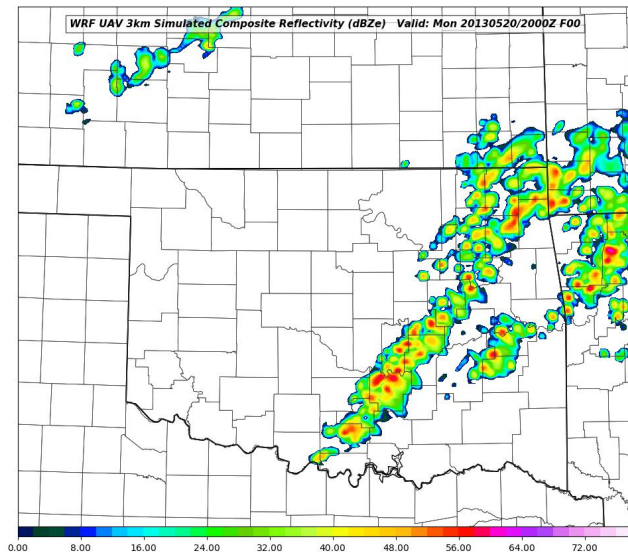 WRF UAV 3km Simulated Composite Reflectivity (dBZe)   Valid: Mon 20130520/2000Z F00
0.00 8.00 16.00 24.00 32.00 40.00 48.00 56.00 64.00 72.00